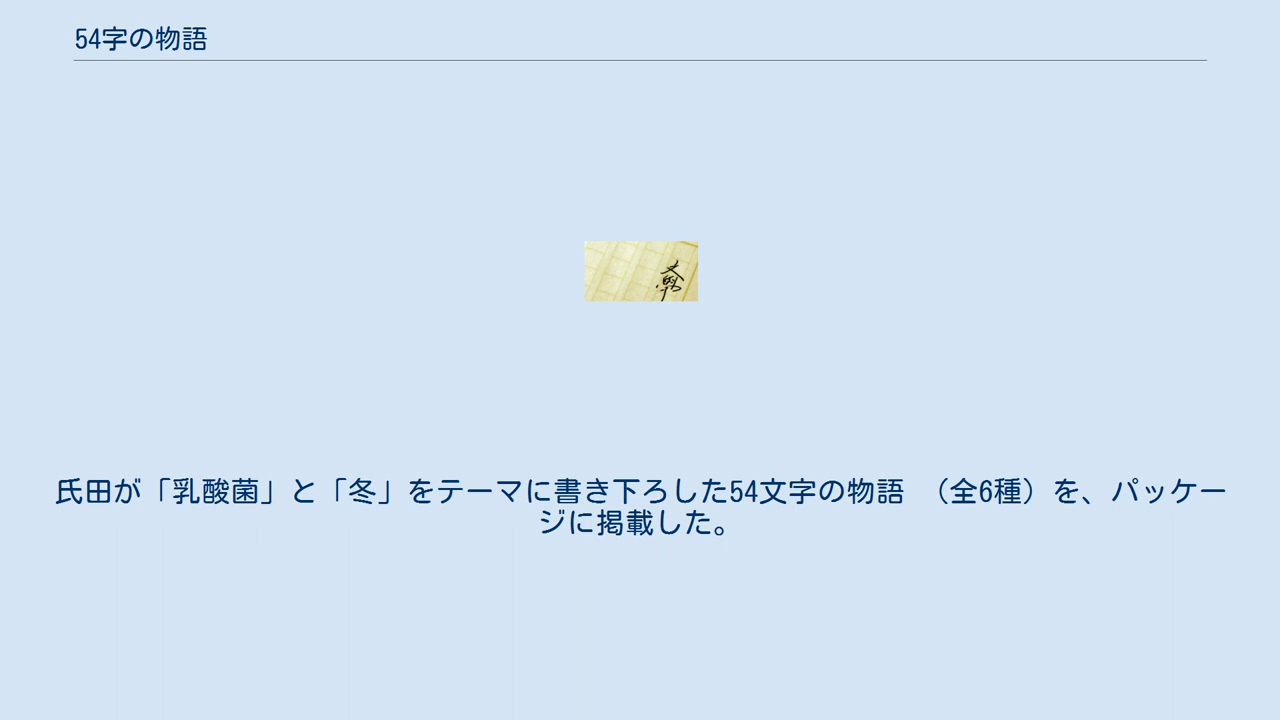 54字の物語
氏田が「乳酸菌」と「冬」をテーマに書き下ろした54文字の物語　（全6種）を、パッケー
ジに掲載した。